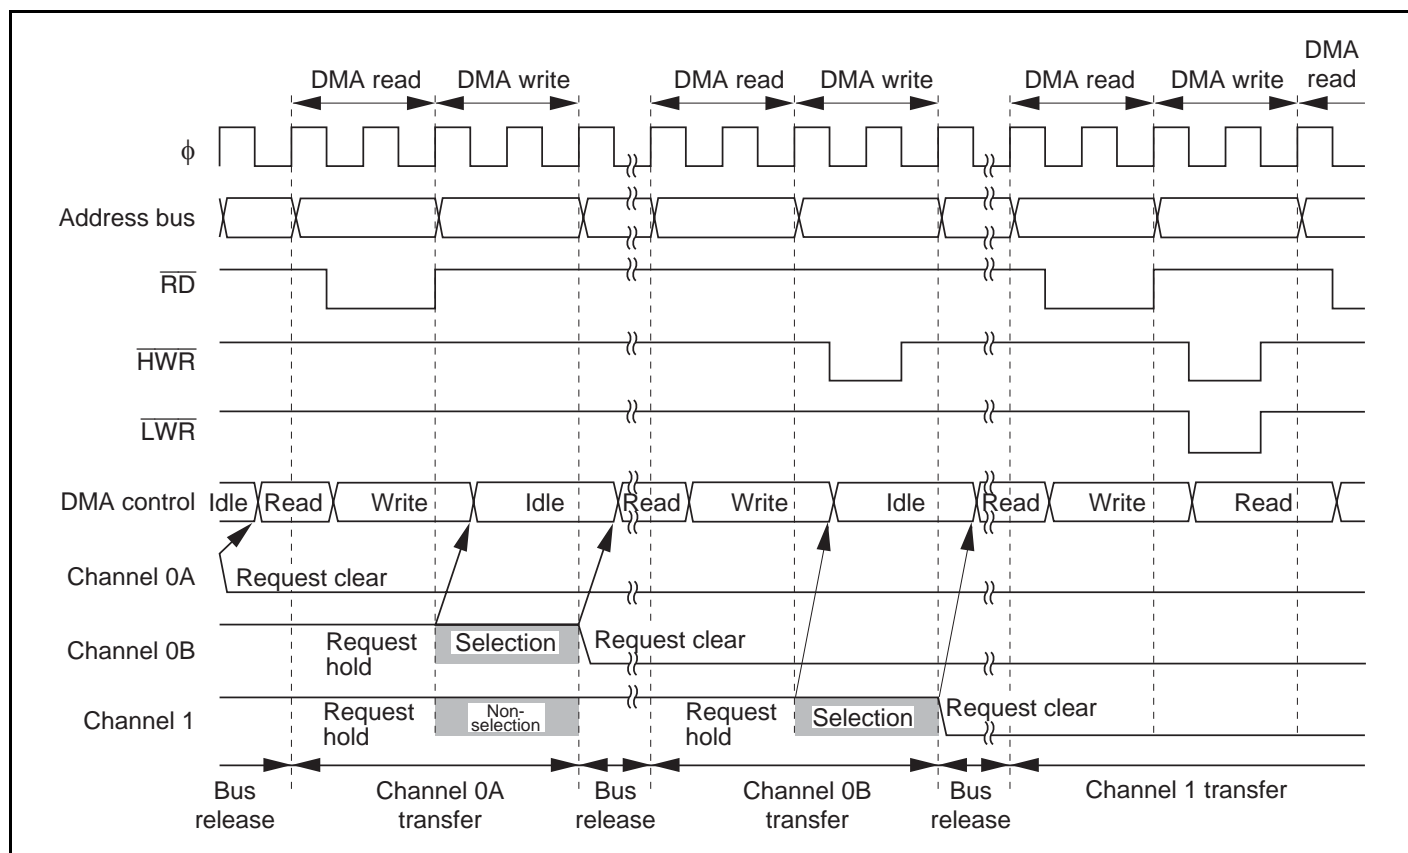 DMA
DMA read DMA write DMA read DMA write DMA read DMA write read
ϕ
Address bus
RD
HWR
LWR
DMA control Idle Read Write Idle Read Write Idle Read Write Read
Channel 0A Request clear
Channel 0B Request hold Selection Request clear
Channel 1 Request hold Non-selection Request hold Selection Request clear
Bus release Channel 0A transfer Bus release Channel 0B transfer Bus release Channel 1 transfer